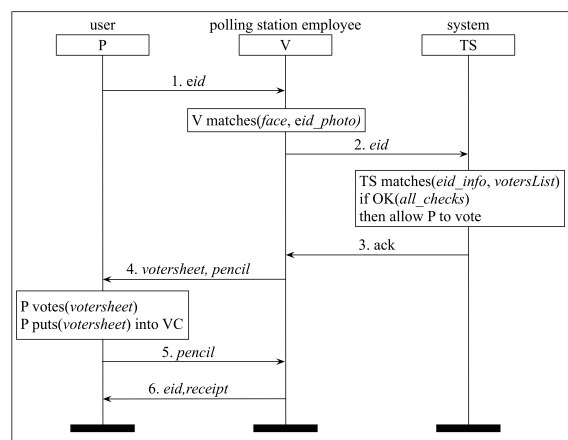 user
polling station employee
system
P
V
TS
1. eid
V matches(face, eid_photo)
2. eid
TS matches(eid_info, votersList)
if OK(all_checks)
then allow P to vote
3. ack
4. votersheet, pencil
P votes(votersheet)
P puts(votersheet) into VC
5. pencil
6. eid,receipt